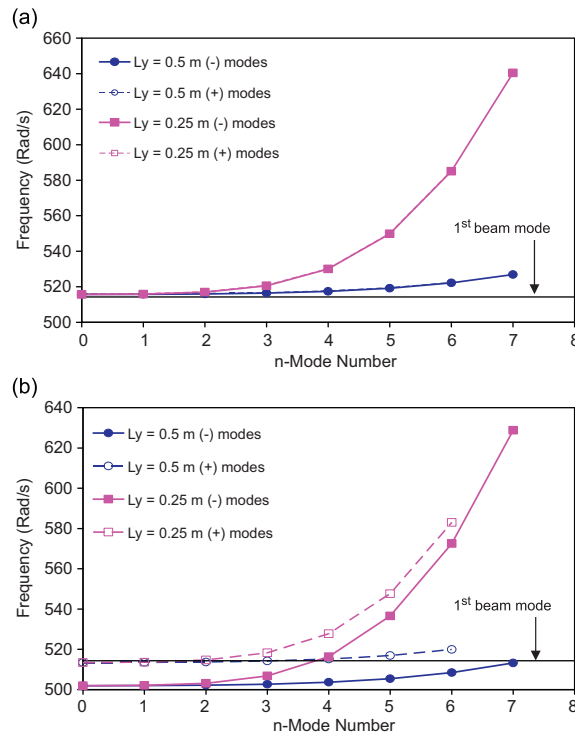 (a)
660
640
620
600
580
560
540
520
500
Frequency (Rad/s)
Ly = 0.5 m (-) modes
Ly = 0.5 m (+) modes
Ly = 0.25 m (-) modes
Ly = 0.25 m (+) modes
1st beam mode
0 1 2 3 4 5 6 7 8
n-Mode Number
(b)
640
620
600
580
560
540
520
500
Frequency (Rad/s)
Ly = 0.5 m (-) modes
Ly = 0.5 m (+) modes
Ly = 0.25 m (-) modes
Ly = 0.25 m (+) modes
1st beam mode
0 1 2 3 4 5 6 7 8
n-Mode Number